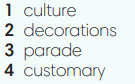 1 culture
2 decorations
3 parade
4 customary